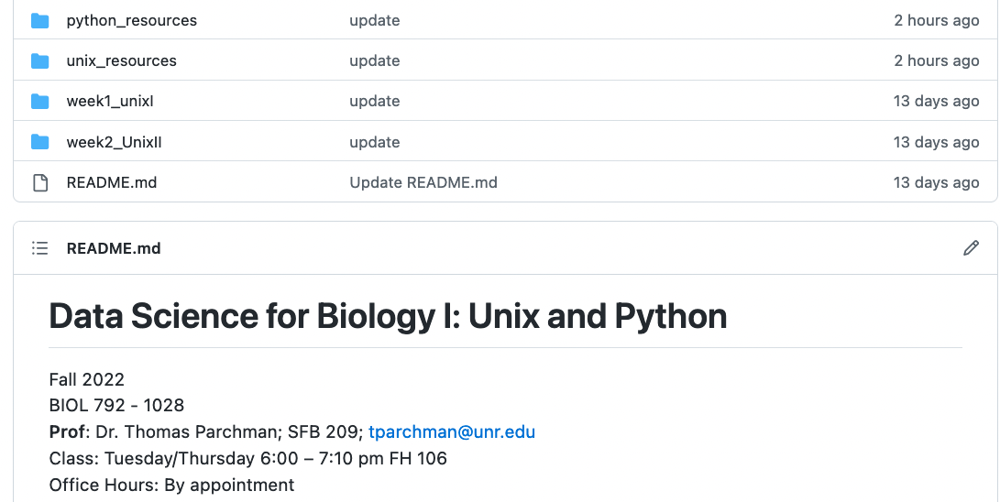 python_resources update 2 hours ago
unix_resources update 2 hours ago
week1_unixI update 13 days ago
week2_UnixII update 13 days ago
README.md Update README.md 13 days ago
README.md
Data Science for Biology I: Unix and Python
Fall 2022
BIOL 792 - 1028
Prof: Dr. Thomas Parchman; SFB 209; tparchman@unr.edu
Class: Tuesday/Thursday 6:00 – 7:10 pm FH 106
Office Hours: By appointment